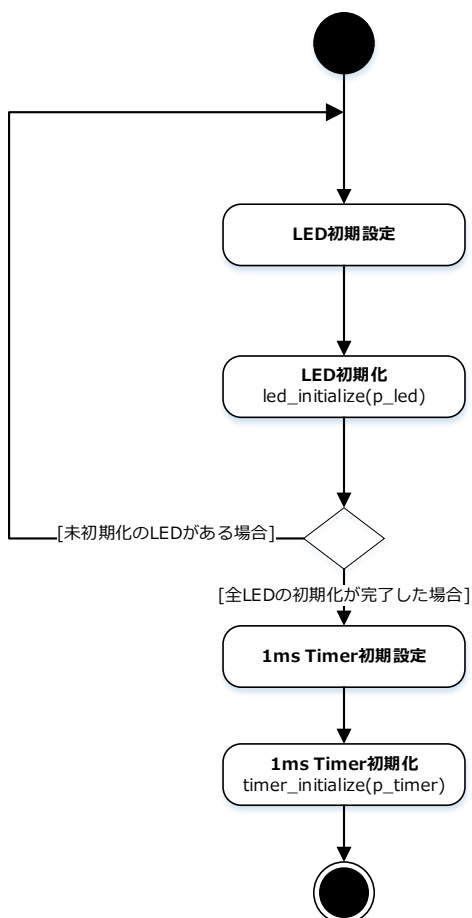 LED初期設定
LED初期化
led_initialize(p_led)
[未初期化のLEDがある場合]
[全LEDの初期化が完了した場合]
1ms Timer初期設定
1ms Timer初期化
timer_initialize(p_timer)